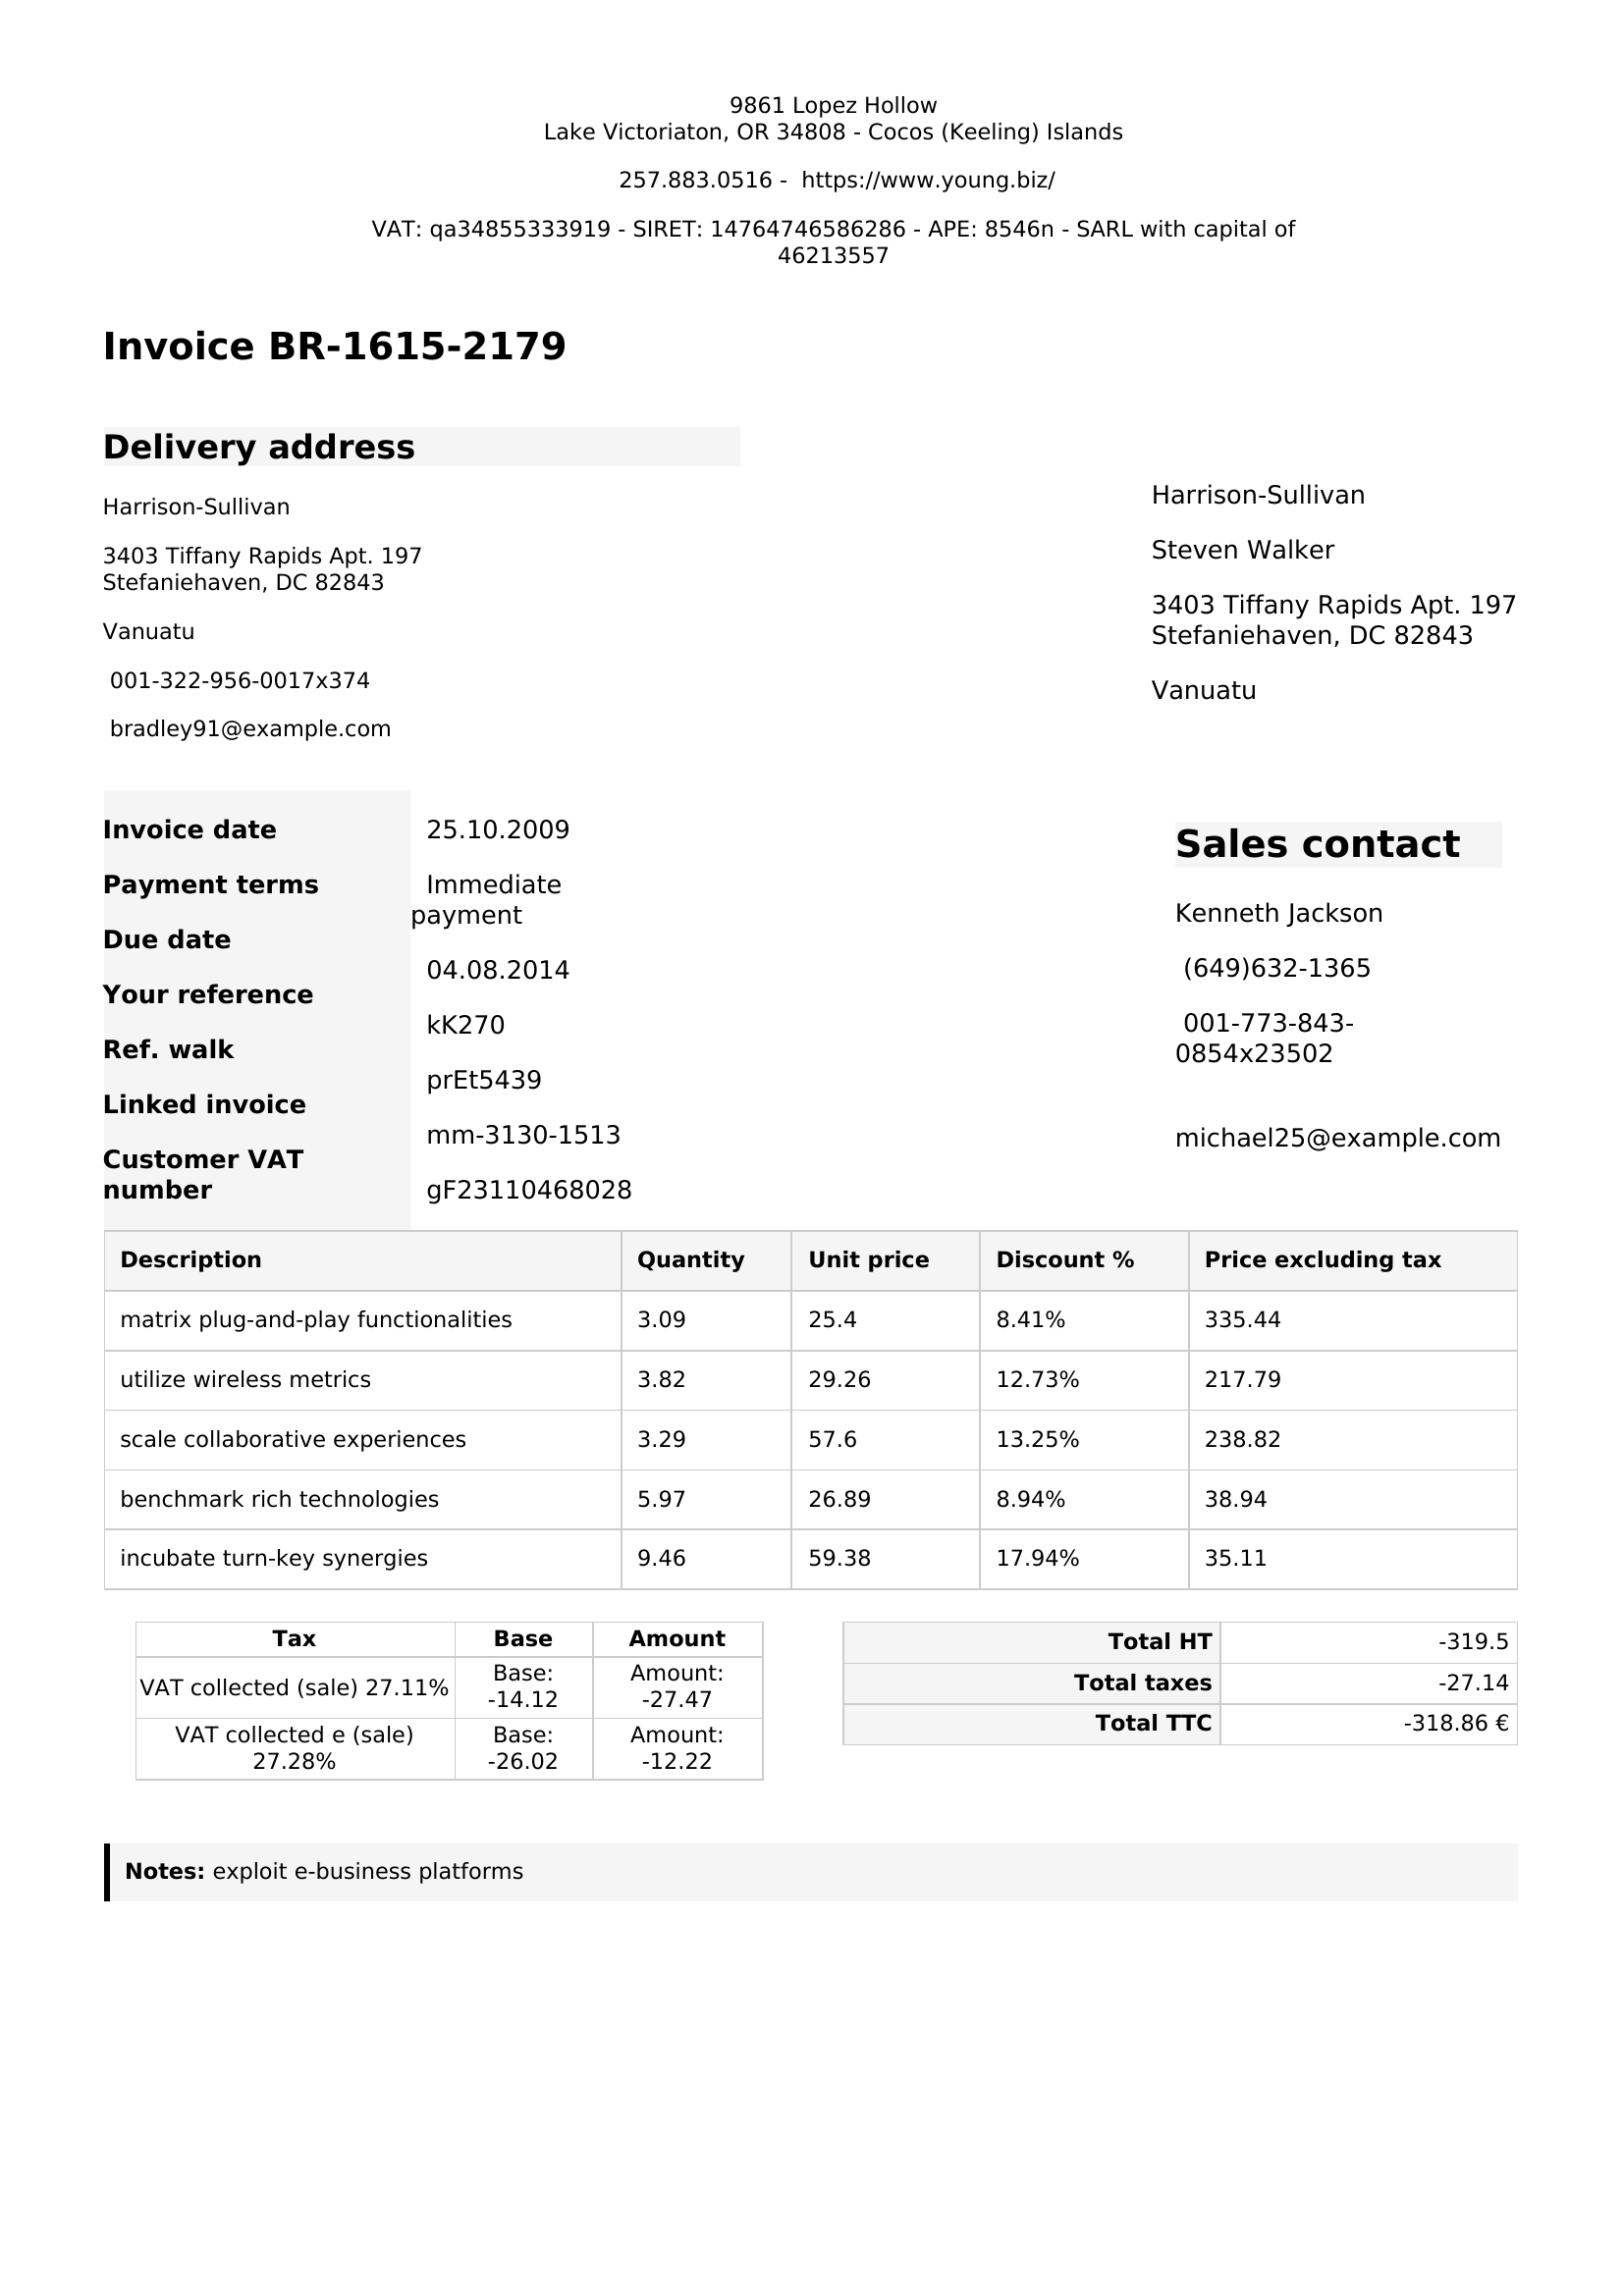 9861 Lopez Hollow
Lake Victoriaton, OR 34808 - Cocos (Keeling) Islands
257.883.0516 -  https://www.young.biz/
VAT: qa34855333919 - SIRET: 14764746586286 - APE: 8546n - SARL with capital of
46213557
Invoice BR-1615-2179
Delivery address
Harrison-Sullivan
3403 Tiffany Rapids Apt. 197
Stefaniehaven, DC 82843
Vanuatu
001-322-956-0017x374
bradley91@example.com
Harrison-Sullivan
Steven Walker
3403 Tiffany Rapids Apt. 197
Stefaniehaven, DC 82843
Vanuatu
Invoice date
Payment terms
Due date
Your reference
Ref. walk
Linked invoice
Customer VAT
number
25.10.2009
Immediate
payment
04.08.2014
kK270
prEt5439
mm-3130-1513
gF23110468028
Sales contact
Kenneth Jackson
(649)632-1365
001-773-843-
0854x23502
michael25@example.com
Description Quantity Unit price Discount % Price excluding tax
matrix plug-and-play functionalities 3.09 25.4 8.41% 335.44
utilize wireless metrics 3.82 29.26 12.73% 217.79
scale collaborative experiences 3.29 57.6 13.25% 238.82
benchmark rich technologies 5.97 26.89 8.94% 38.94
incubate turn-key synergies 9.46 59.38 17.94% 35.11
Tax Base Amount
VAT collected (sale) 27.11% Base: -14.12 Amount: -27.47
VAT collected e (sale) 27.28% Base: -26.02 Amount: -12.22
Total HT -319.5
Total taxes -27.14
Total TTC -318.86 €
Notes: exploit e-business platforms